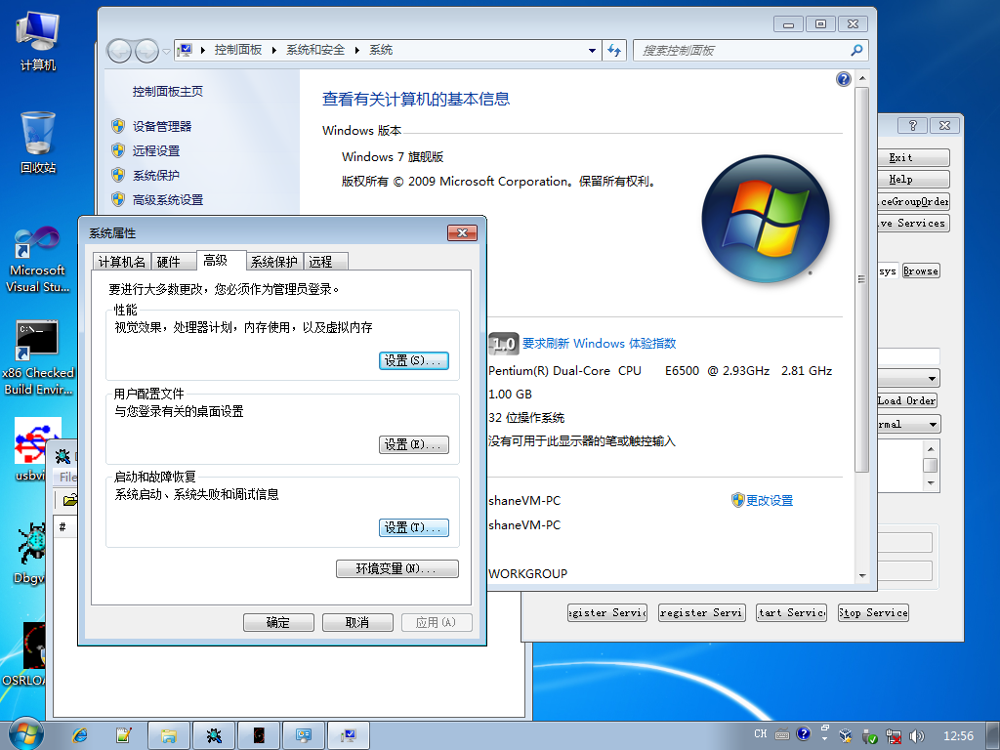 计算机
回收站
Microsoft
Visual Stu...
x86 Checked
Build Envir...
Dbgvi
OSRLOA
控制面板
系统和安全
系统
搜索控制面板
控制面板主页
设备管理器
远程设置
系统保护
高级系统设置
查看有关计算机的基本信息
Windows 版本
Windows 7 旗舰版
版权所有 © 2009 Microsoft Corporation。保留所有权利。
1.0 要求刷新 Windows 体验指数
Pentium(R) Dual-Core CPU E6500 @ 2.93GHz 2.81 GHz
1.00 GB
32 位操作系统
没有可用于此显示器的笔或触控输入
shaneVM-PC
更改设置
shaneVM-PC
WORKGROUP
系统属性
计算机名 硬件 高级 系统保护 远程
要进行大多数更改，您必须作为管理员登录。
性能
视觉效果，处理器计划，内存使用，以及虚拟内存
设置(S)...
用户配置文件
与您登录有关的桌面设置
设置(E)...
启动和故障恢复
系统启动、系统失败和调试信息
设置(T)...
环境变量(N)...
确定 取消 应用(A)
File
#
Exit
Help
iceGroupOrder
ive Services
sys Browse
Load Order
rmal
egister Servic register Servi tart Servic Stop Service
CH
12:56